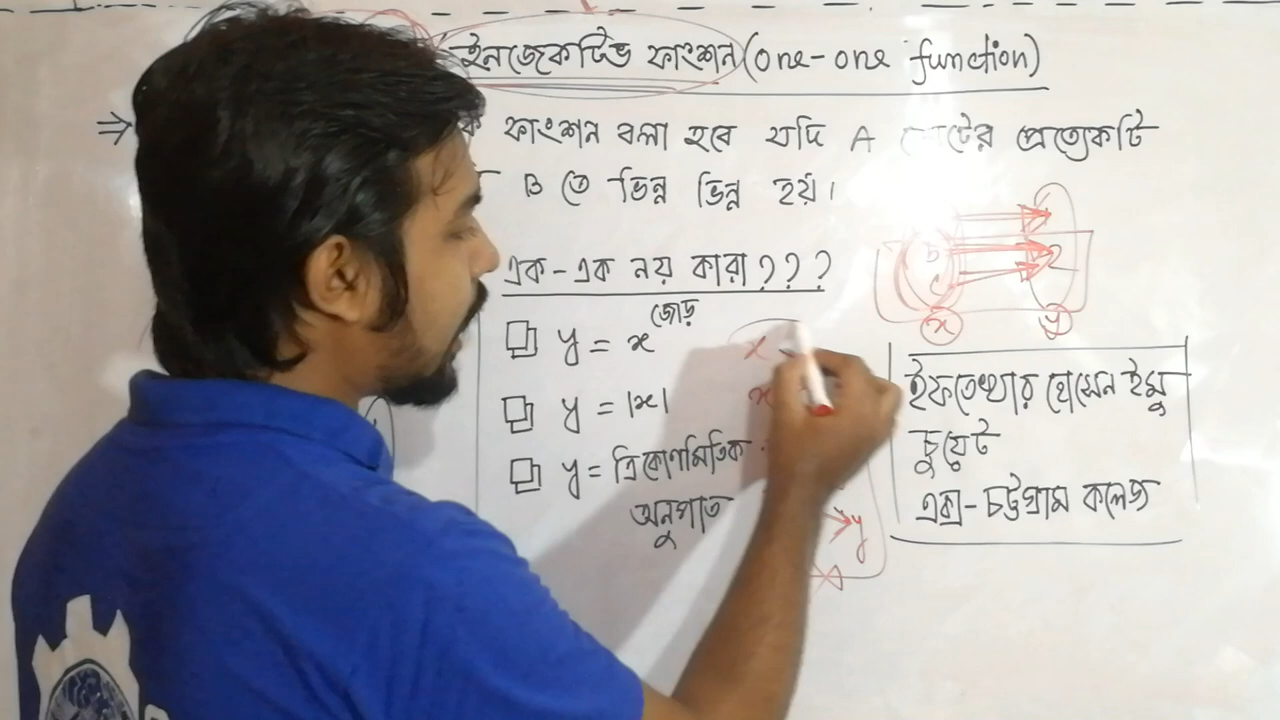 ইনজেকটিভ ফাংশন (one-one function)
⇒ ফাংশন বলা হবে যদি A প্রত্যেকটি
B তে ভিন্ন ভিন্ন হয়।
এক-এক নয় কারা???
y = x^জোড়
y = |x|
y = ত্রিকোণমিতিক
অনুপাত
x
x
y
B
C
x
y
ইফতেখার হোসেন ইমু
চুয়েট
এক্স-চট্টগ্রাম কলেজ